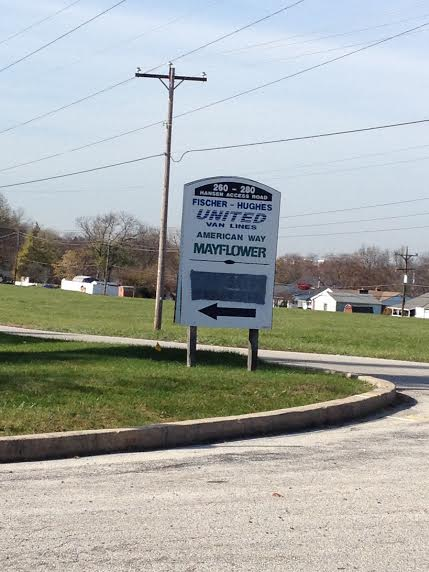 260 - 280
HANSEN ACCESS ROAD
FISCHER - HUGHES
UNITED
VAN LINES
AMERICAN WAY
MAYFLOWER